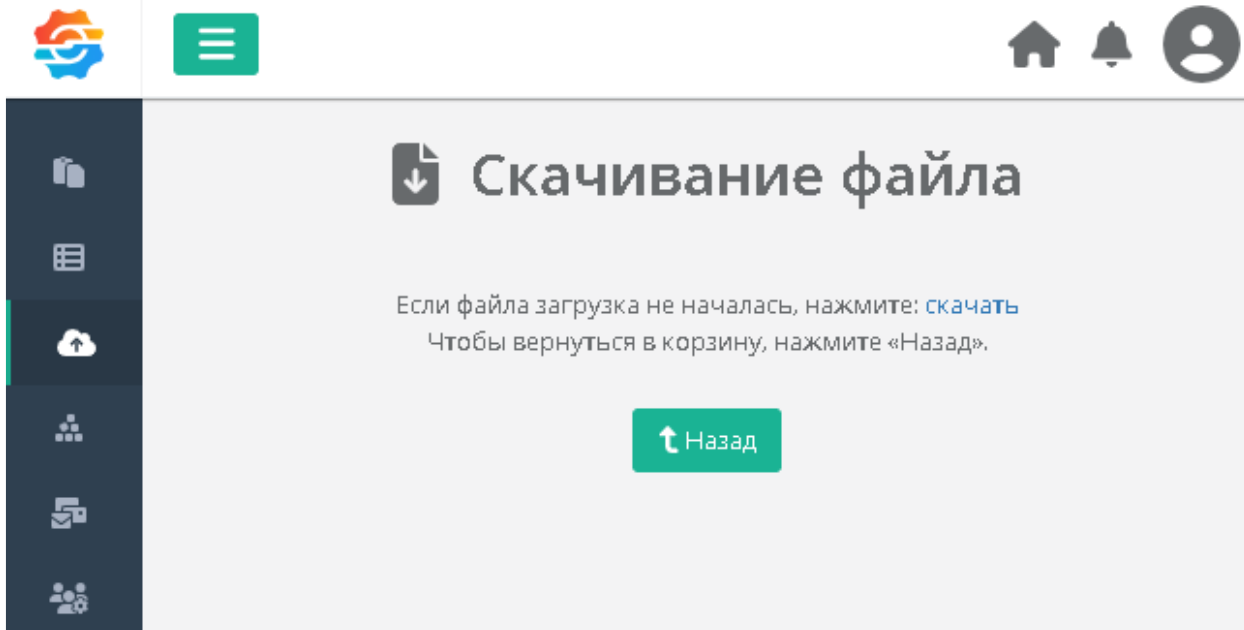 Скачивание файла
Если файла загрузка не началась, нажмите: скачать
Чтобы вернуться в корзину, нажмите «Назад».
Назад